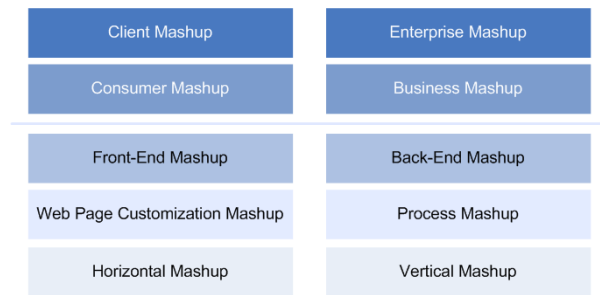 Client Mashup
Enterprise Mashup
Consumer Mashup
Business Mashup
Front-End Mashup
Back-End Mashup
Web Page Customization Mashup
Process Mashup
Horizontal Mashup
Vertical Mashup